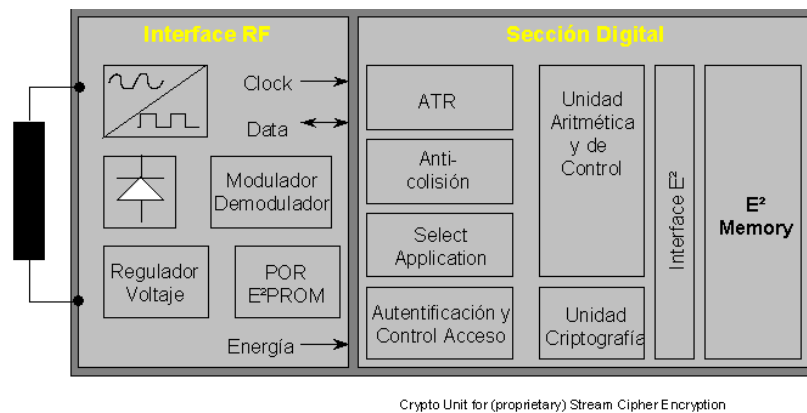 Interface RF
Sección Digital
Clock
Data
Modulador
Demodulador
Regulador
Voltaje
POR
E²PROM
Energía
ATR
Anti-
colisión
Select
Application
Autentificación y
Control Acceso
Unidad
Aritmética
y de
Control
Unidad
Criptografía
Interface E²
E²
Memory
Crypto Unit for (proprietary) Stream Cipher Encryption